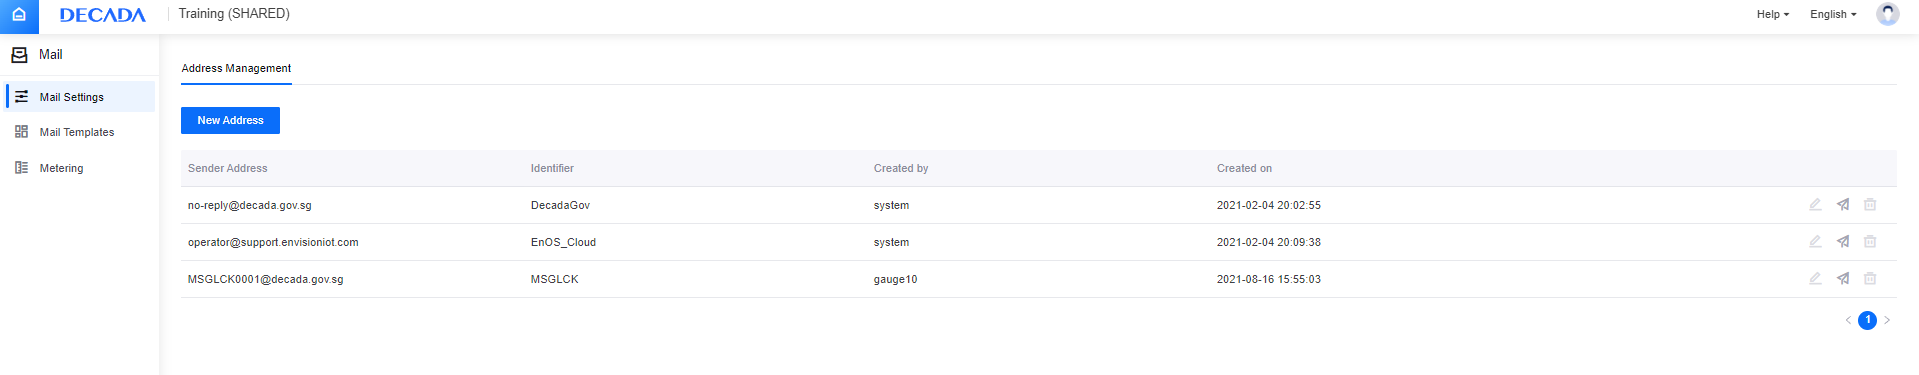 DECADA Training (SHARED) Help English
Mail
Mail Settings
Mail Templates
Metering
Address Management
New Address
Sender Address Identifier Created by Created on
no-reply@decada.gov.sg DecadaGov system 2021-02-04 20:02:55
operator@support.envisioniot.com EnOS_Cloud system 2021-02-04 20:09:38
MSGLCK0001@decada.gov.sg MSGLCK gauge10 2021-08-16 15:55:03
1